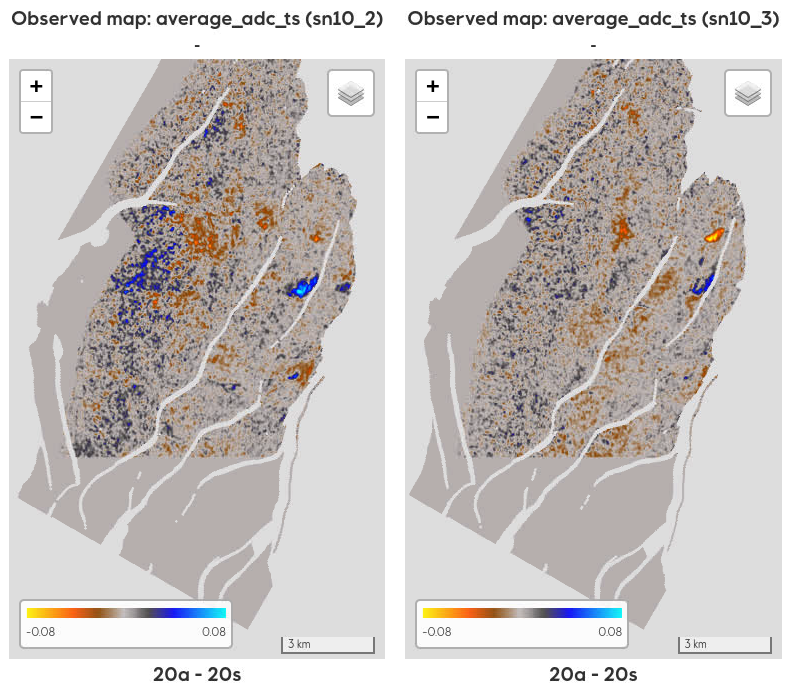 Observed map: average_adc_ts (sn10_2)
-
+
−
-0.08 0.08
3 km
20a - 20s
Observed map: average_adc_ts (sn10_3)
-
+
−
-0.08 0.08
3 km
20a - 20s